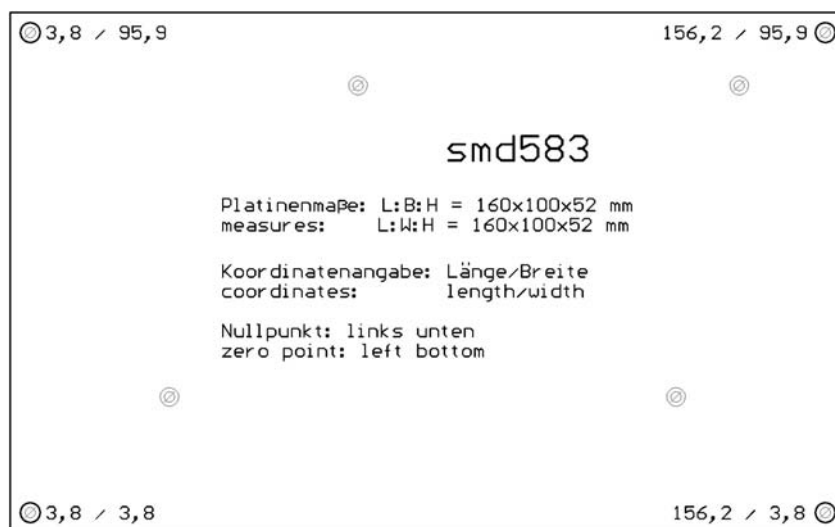 3,8 / 95,9
156,2 / 95,9
smd583
Platinenmaße: L:B:H = 160x100x52 mm
measures: L:W:H = 160x100x52 mm
Koordinatenangabe: Länge/Breite
coordinates: length/width
Nullpunkt: links unten
zero point: left bottom
3,8 / 3,8
156,2 / 3,8